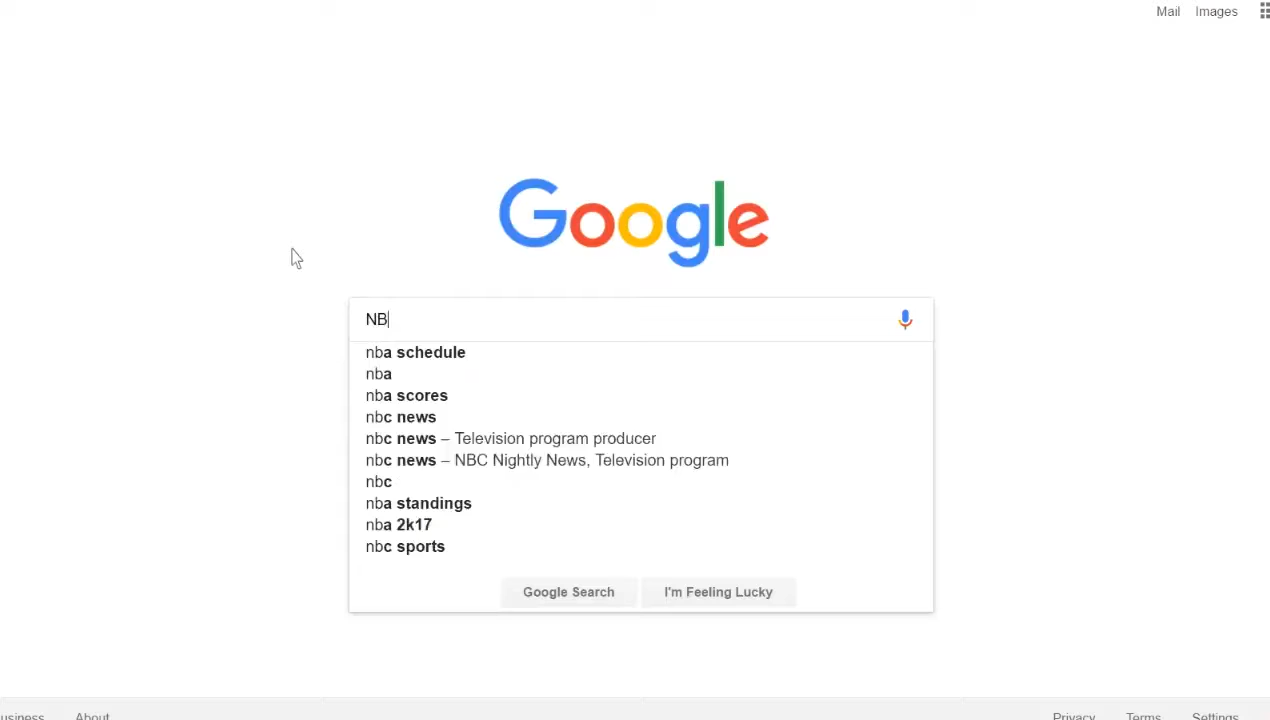 Mail Images
Google
NB
nba schedule
nba
nba scores
nbc news
nbc news – Television program producer
nbc news – NBC Nightly News, Television program
nbc
nba standings
nba 2k17
nbc sports
Google Search I'm Feeling Lucky
usiness About Privacy Terms Settings